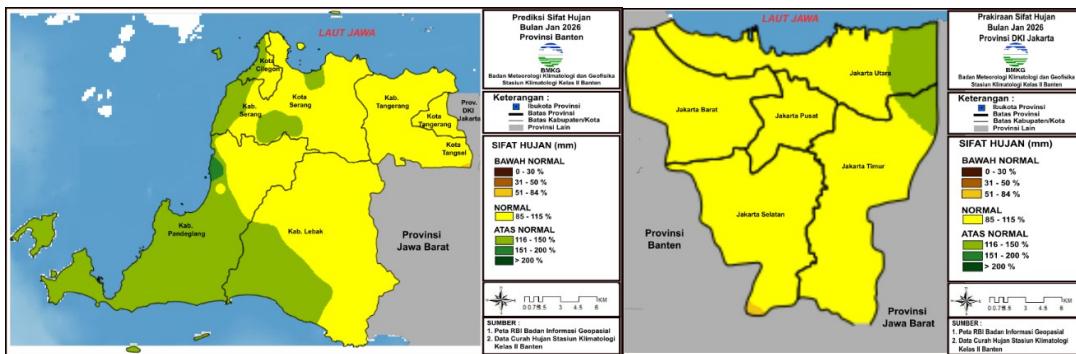 LAUT JAWA
Kota
Cilegon
Kota
Serang
Kab.
Serang
Kab.
Tangerang
Prov.
DKI
Jakarta
Kota
Tangerang
Kota
Tangsel
Kab.
Pandeglang
Kab. Lebak
Provinsi
Jawa Barat
Prediksi Sifat Hujan
Bulan Jan 2026
Provinsi Banten
BMKG
Badan Meteorologi Klimatologi dan Geofisika
Stasiun Klimatologi Kelas II Banten
Keterangan :
Ibukota Provinsi
Batas Provinsi
Batas Kabupaten/Kota
Provinsi Lain
SIFAT HUJAN (mm)
BAWAH NORMAL
0 - 30 %
31 - 50 %
51 - 84 %
NORMAL
85 - 115 %
ATAS NORMAL
116 - 150 %
151 - 200 %
> 200 %
KM
SUMBER :
1. Peta RBI Badan Informasi Geopasial
2. Data Curah Hujan Stasiun Klimatologi
Kelas II Banten
LAUT JAWA
Jakarta Utara
Jakarta Barat
Jakarta Pusat
Jakarta Timur
Jakarta Selatan
Provinsi
Banten
Provinsi
Jawa Barat
Prakiraan Sifat Hujan
Bulan Jan 2026
Provinsi DKI Jakarta
BMKG
Badan Meteorologi Klimatologi dan Geofisika
Stasiun Klimatologi Kelas II Banten
Keterangan :
Ibukota Provinsi
Batas Provinsi
Batas Kabupaten/Kota
Provinsi Lain
SIFAT HUJAN (mm)
BAWAH NORMAL
0 - 30 %
31 - 50 %
51 - 84 %
NORMAL
85 - 115 %
ATAS NORMAL
116 - 150 %
151 - 200 %
> 200 %
KM
SUMBER :
1. Peta RBI Badan Informasi Geopasial
2. Data Curah Hujan Stasiun Klimatologi
Kelas II Banten